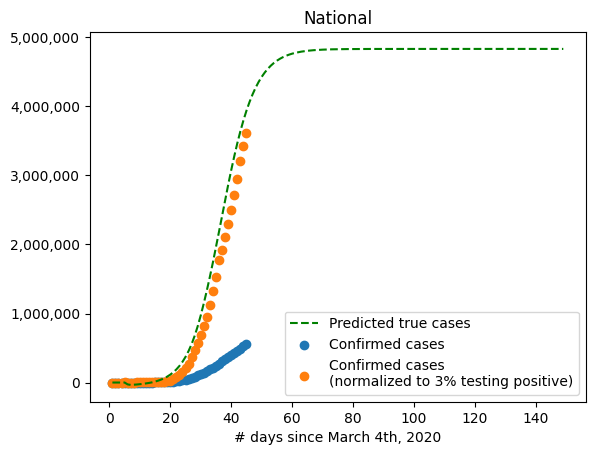 National
5,000,000
4,000,000
3,000,000
2,000,000
1,000,000
0
0 20 40 60 80 100 120 140
# days since March 4th, 2020
Predicted true cases
Confirmed cases
Confirmed cases
(normalized to 3% testing positive)